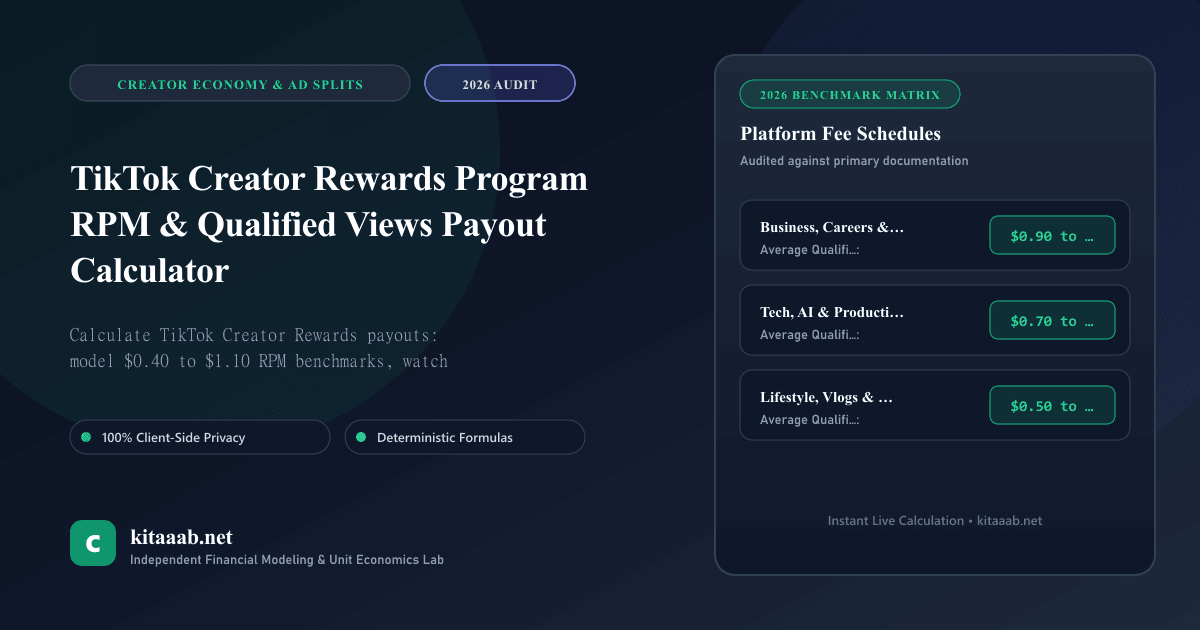 CREATOR ECONOMY & AD SPLITS
2026 AUDIT
TikTok Creator Rewards Program
RPM & Qualified Views Payout
Calculator
Calculate TikTok Creator Rewards payouts:
model $0.40 to $1.10 RPM benchmarks, watch
100% Client-Side Privacy
Deterministic Formulas
C
kitaaab.net
Independent Financial Modeling & Unit Economics Lab
2026 BENCHMARK MATRIX
Platform Fee Schedules
Audited against primary documentation
Business, Careers &…
Average Qualifi…:
$0.90 to …
Tech, AI & Producti…
Average Qualifi…:
$0.70 to …
Lifestyle, Vlogs & …
Average Qualifi…:
$0.50 to …
Instant Live Calculation • kitaaab.net